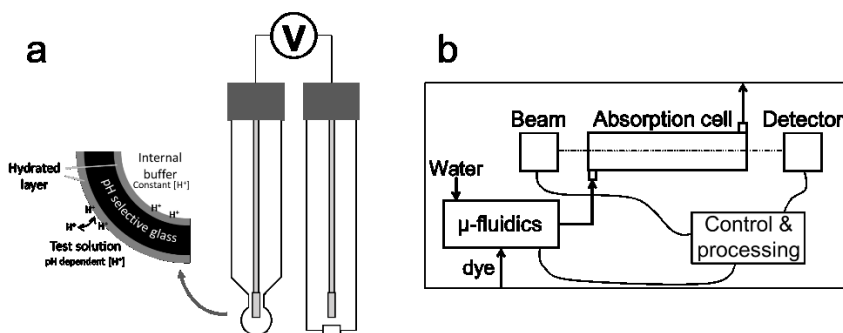 a
V
Internal
buffer
Constant [H⁺]
Hydrated
layer
pH selective glass
H⁺
H⁺
H⁺
H⁺
H⁺
Test solution
pH dependent [H⁺]
b
Beam
Absorption cell
Detector
Water
µ-fluidics
dye
Control &
processing